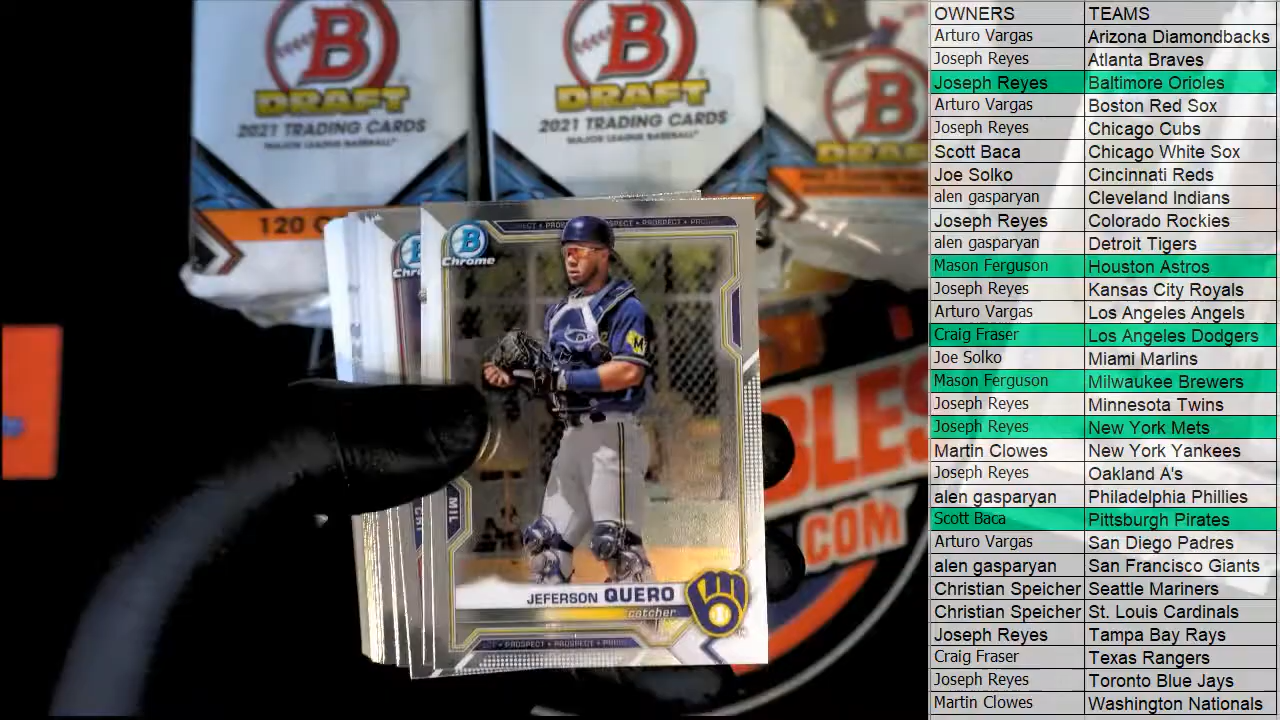 B
DRAFT
2021 TRADING CARDS
MAJOR LEAGUE BASEBALL
120 C
B
DRAFT
2021 TRADING CARDS
MAJOR LEAGUE BASEBALL
B
DRAFT
B
Chrome
PROSPECT • PROSPECT
MIL
M
JEFERSON QUERO
catcher
PROSPECT • PROSPECT
B
Chr
BLES
.COM
OWNERS TEAMS
Arturo Vargas Arizona Diamondbacks
Joseph Reyes Atlanta Braves
Joseph Reyes Baltimore Orioles
Arturo Vargas Boston Red Sox
Joseph Reyes Chicago Cubs
Scott Baca Chicago White Sox
Joe Solko Cincinnati Reds
alen gasparyan Cleveland Indians
Joseph Reyes Colorado Rockies
alen gasparyan Detroit Tigers
Mason Ferguson Houston Astros
Joseph Reyes Kansas City Royals
Arturo Vargas Los Angeles Angels
Craig Fraser Los Angeles Dodgers
Joe Solko Miami Marlins
Mason Ferguson Milwaukee Brewers
Joseph Reyes Minnesota Twins
Joseph Reyes New York Mets
Martin Clowes New York Yankees
Joseph Reyes Oakland A's
alen gasparyan Philadelphia Phillies
Scott Baca Pittsburgh Pirates
Arturo Vargas San Diego Padres
alen gasparyan San Francisco Giants
Christian Speicher Seattle Mariners
Christian Speicher St. Louis Cardinals
Joseph Reyes Tampa Bay Rays
Craig Fraser Texas Rangers
Joseph Reyes Toronto Blue Jays
Martin Clowes Washington Nationals